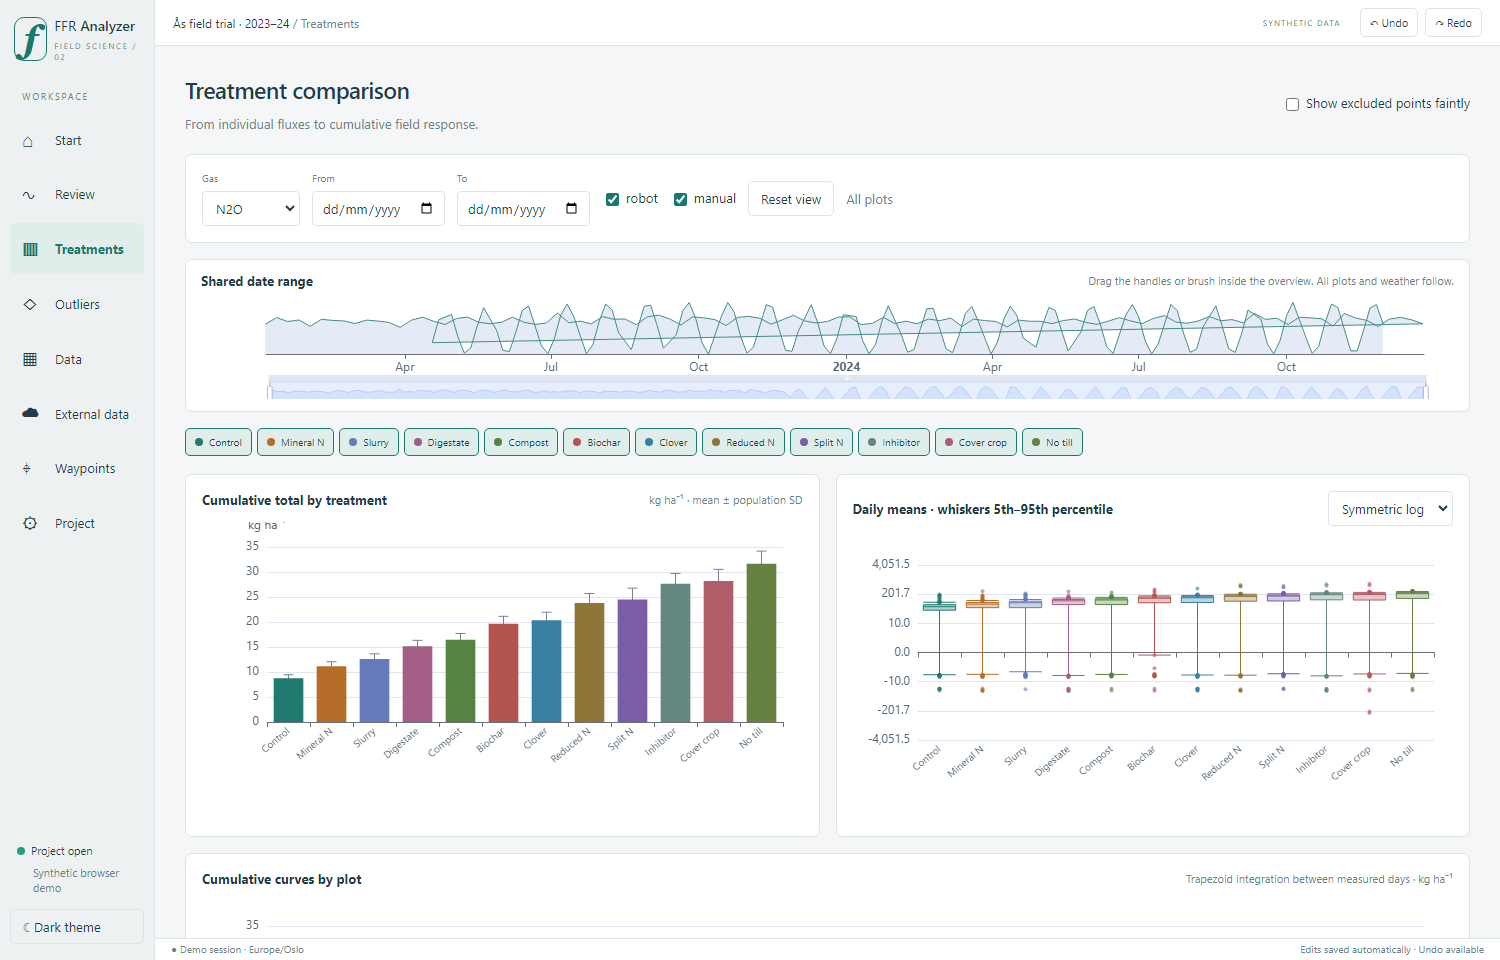 f FFR Analyzer
FIELD SCIENCE /
02
WORKSPACE
Start
Review
Treatments
Outliers
Data
External data
Waypoints
Project
Project open
Synthetic browser
demo
Dark theme
Ås field trial · 2023–24 / Treatments
SYNTHETIC DATA
Undo
Redo
Treatment comparison
From individual fluxes to cumulative field response.
Show excluded points faintly
Gas
From
To
N2O
dd/mm/yyyy
dd/mm/yyyy
robot
manual
Reset view
All plots
Shared date range
Drag the handles or brush inside the overview. All plots and weather follow.
Apr Jul Oct 2024 Apr Jul Oct
Control Mineral N Slurry Digestate Compost Biochar Clover Reduced N Split N Inhibitor Cover crop No till
Cumulative total by treatment
kg ha⁻¹ · mean ± population SD
kg ha⁻
35
30
25
20
15
10
5
0
Control Mineral N Slurry Digestate Compost Biochar Clover Reduced N Split N Inhibitor Cover crop No till
Daily means · whiskers 5th–95th percentile
Symmetric log
4,051.5
201.7
10.0
0.0
-10.0
-201.7
-4,051.5
Control Mineral N Slurry Digestate Compost Biochar Clover Reduced N Split N Inhibitor Cover crop No till
Cumulative curves by plot
Trapezoid integration between measured days · kg ha⁻¹
35
Demo session · Europe/Oslo
Edits saved automatically · Undo available